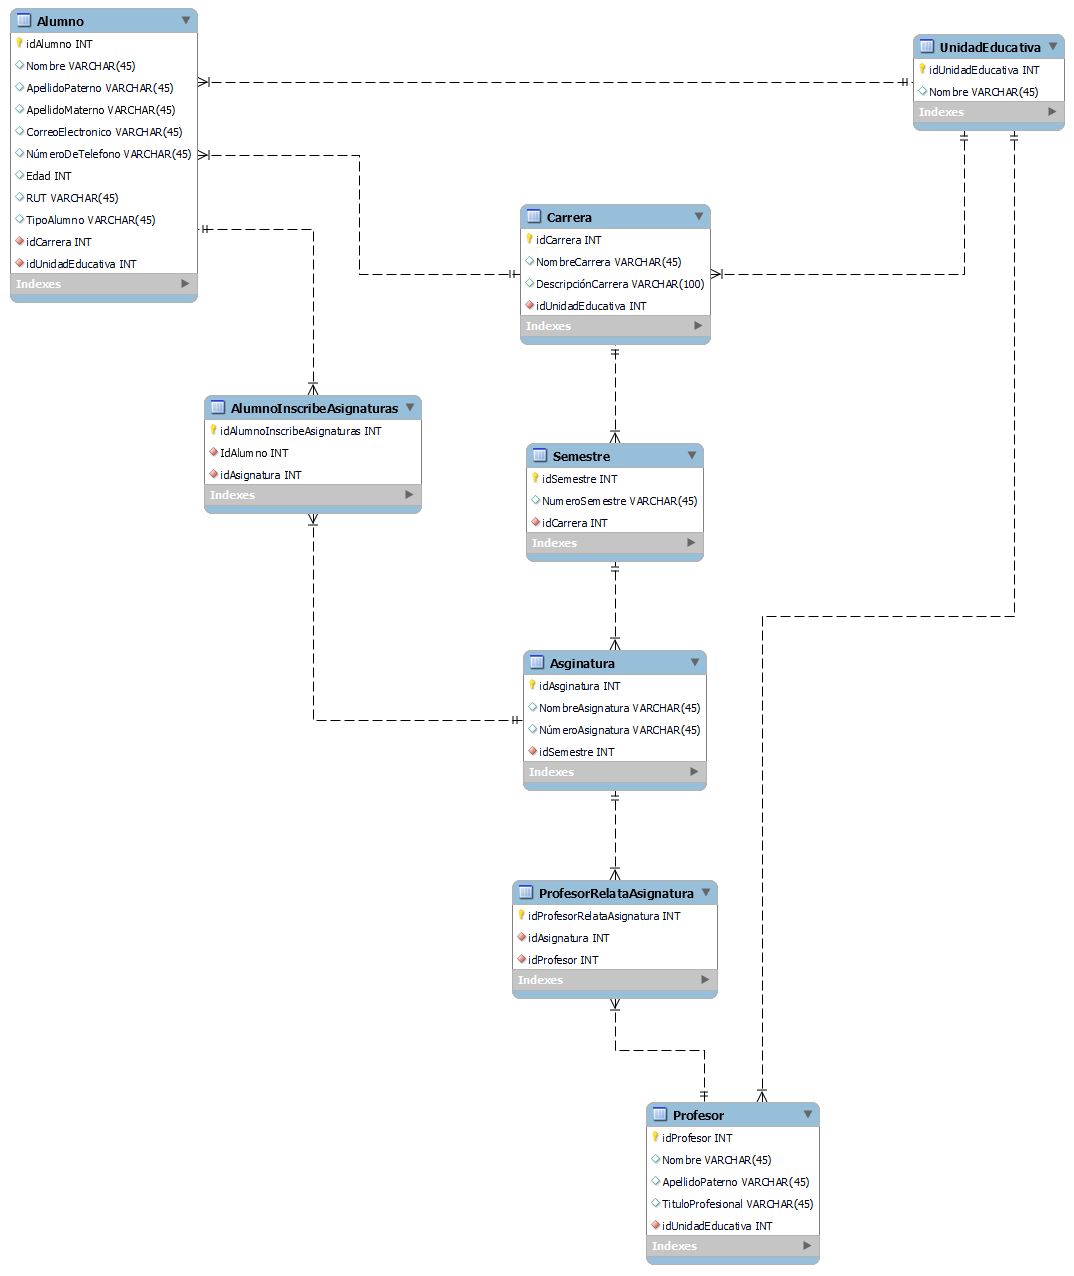 Alumno
idAlumno INT
Nombre VARCHAR(45)
ApellidoPaterno VARCHAR(45)
ApellidoMaterno VARCHAR(45)
CorreoElectronico VARCHAR(45)
NúmeroDeTelefono VARCHAR(45)
Edad INT
RUT VARCHAR(45)
TipoAlumno VARCHAR(45)
idCarrera INT
idUnidadEducativa INT
Indexes
UnidadEducativa
idUnidadEducativa INT
Nombre VARCHAR(45)
Indexes
Carrera
idCarrera INT
NombreCarrera VARCHAR(45)
DescripciónCarrera VARCHAR(100)
idUnidadEducativa INT
Indexes
AlumnoInscribeAsignaturas
idAlumnoInscribeAsignaturas INT
IdAlumno INT
idAsignatura INT
Indexes
Semestre
idSemestre INT
NumeroSemestre VARCHAR(45)
idCarrera INT
Indexes
Asginatura
idAsginatura INT
NombreAsignatura VARCHAR(45)
NúmeroAsignatura VARCHAR(45)
idSemestre INT
Indexes
ProfesorRelataAsignatura
idProfesorRelataAsignatura INT
idAsignatura INT
idProfesor INT
Indexes
Profesor
idProfesor INT
Nombre VARCHAR(45)
ApellidoPaterno VARCHAR(45)
TituloProfesional VARCHAR(45)
idUnidadEducativa INT
Indexes